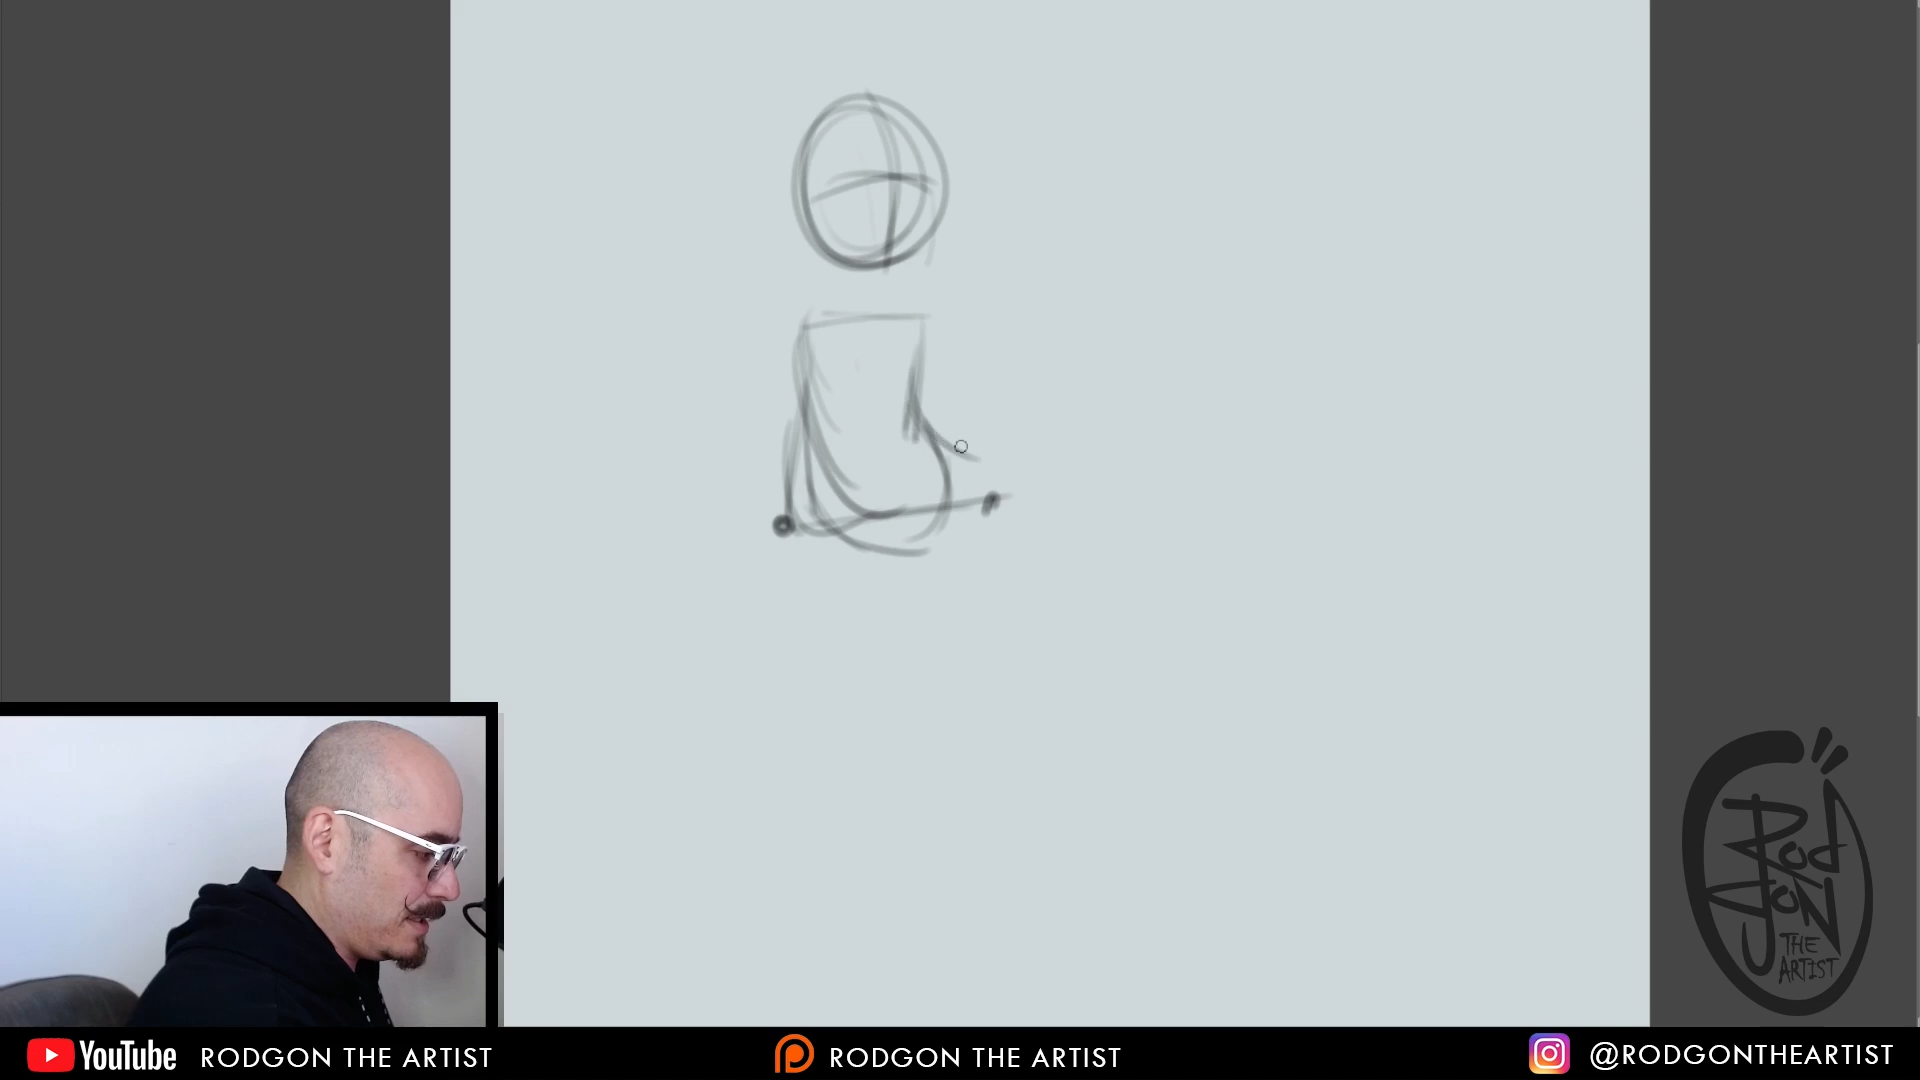 Rod
Gon
THE
ARTIST
YouTube RODGON THE ARTIST
RODGON THE ARTIST
@RODGONTHEARTIST